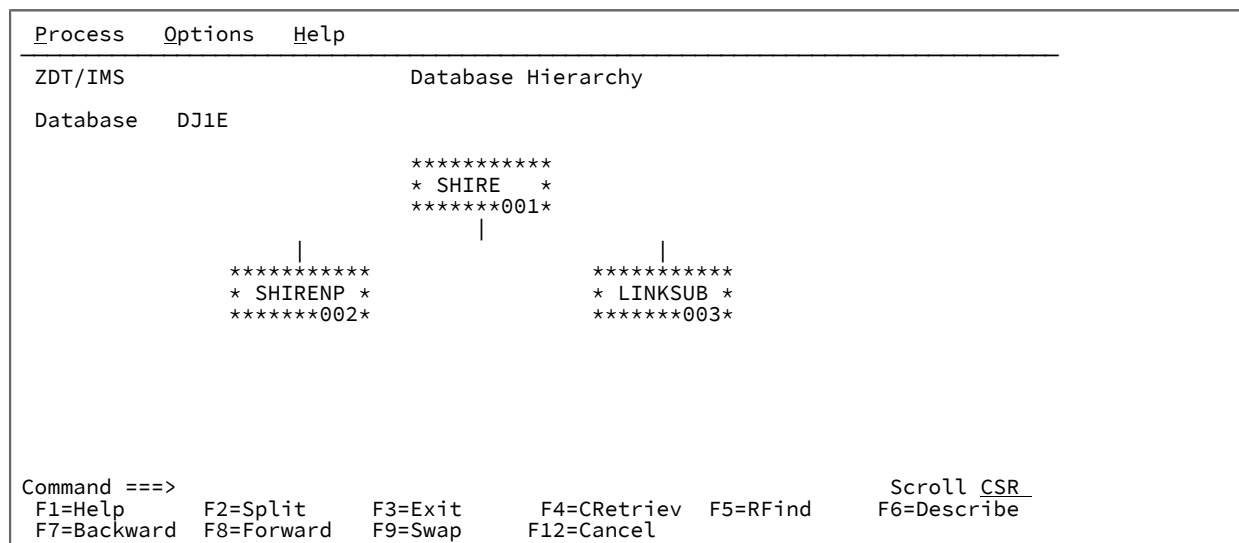 Process Options Help
ZDT/IMS Database Hierarchy
Database DJ1E
***********
* SHIRE *
*******001*
|
| |
*********** ***********
* SHIRENP * * LINKSUB *
*******002* *******003*
Command ===> Scroll CSR
F1=Help F2=Split F3=Exit F4=CRetriev F5=RFind F6=Describe
F7=Backward F8=Forward F9=Swap F12=Cancel